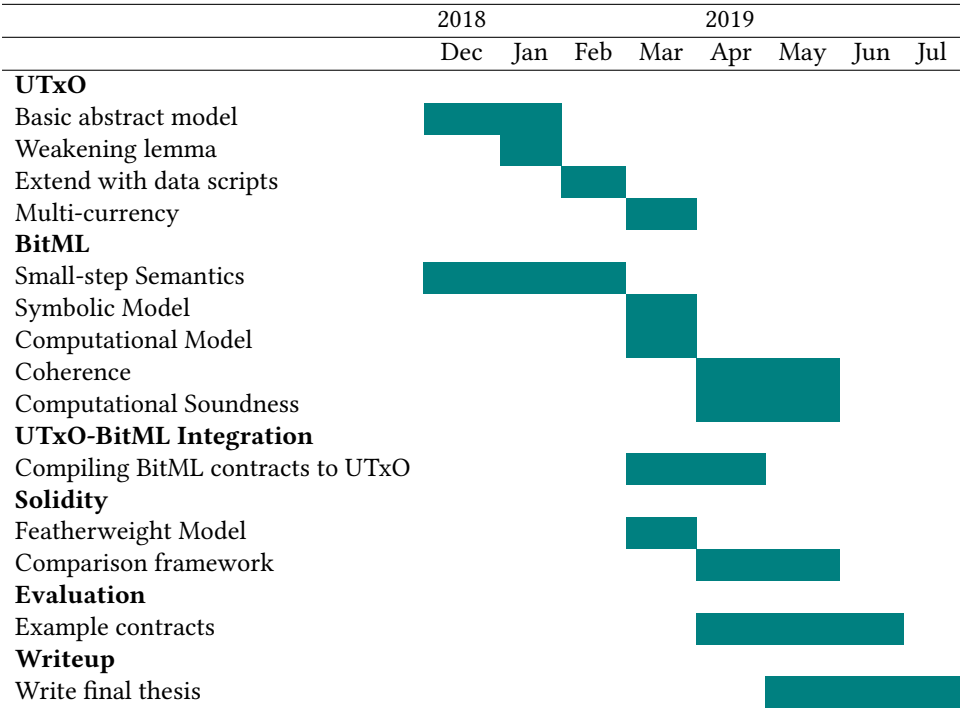 2018 2019
Dec Jan Feb Mar Apr May Jun Jul
UTxO
Basic abstract model
Weakening lemma
Extend with data scripts
Multi-currency
BitML
Small-step Semantics
Symbolic Model
Computational Model
Coherence
Computational Soundness
UTxO-BitML Integration
Compiling BitML contracts to UTxO
Solidity
Featherweight Model
Comparison framework
Evaluation
Example contracts
Writeup
Write final thesis